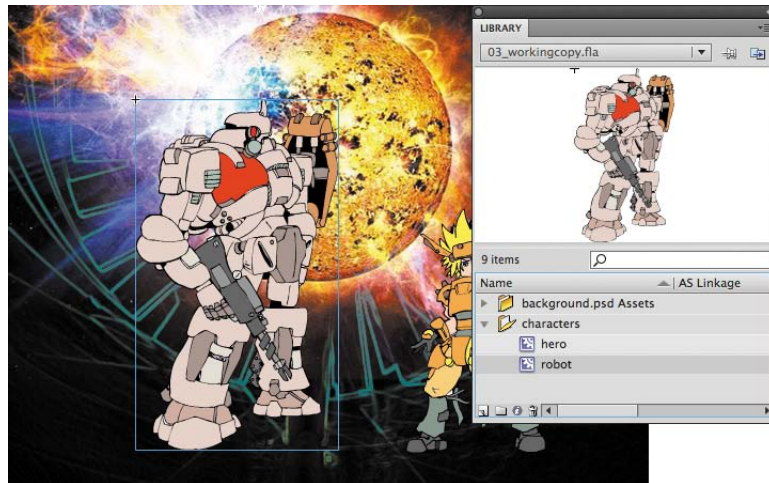 LIBRARY
03_workingcopy.fla
9 items
Name AS Linkage
background.psd Assets
characters
hero
robot